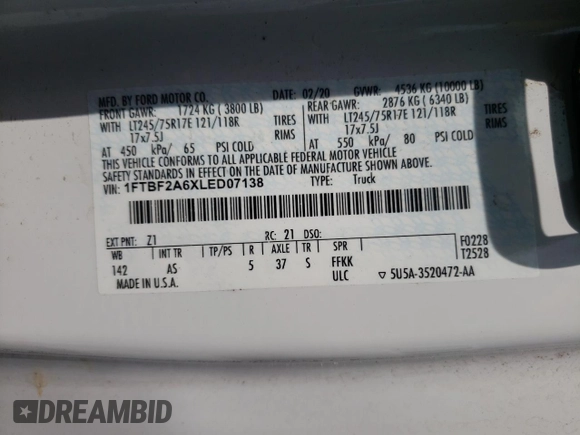 MFD. BY FORD MOTOR CO. DATE: 02/20 GVWR: 4536 KG (10000 LB)
FRONT GAWR: 1724 KG (3800 LB) REAR GAWR: 2876 KG (6340 LB)
WITH LT245/75R17E 121/118R TIRES WITH LT245/75R17E 121/118R TIRES
17x7.5J RIMS 17x7.5J RIMS
AT 450 kPa/ 65 PSI COLD AT 550 kPa/ 80 PSI COLD
THIS VEHICLE CONFORMS TO ALL APPLICABLE FEDERAL MOTOR VEHICLE
SAFETY STANDARDS IN EFFECT ON THE DATE OF MANUFACTURE SHOWN ABOVE.
VIN: 1FTBF2A6XLED07138 TYPE: Truck
EXT PNT: Z1 RC: 21 DSO:
WB INT TR TP/PS R AXLE TR SPR F0228
142 AS 5 37 S FFKK T2528
MADE IN U.S.A. ULC ▽ 5U5A-3520472-AA
DREAMBID